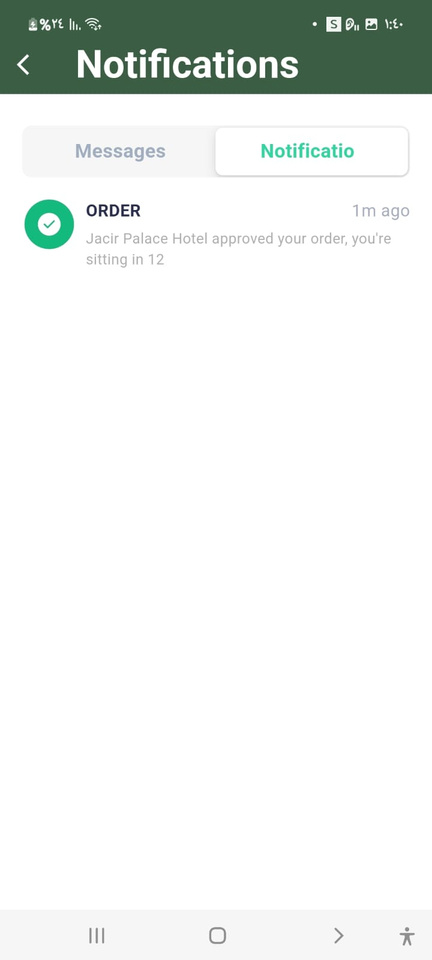 %٢٤ S ١:٤٠
Notifications
Messages Notificatio
ORDER 1m ago
Jacir Palace Hotel approved your order, you're
sitting in 12